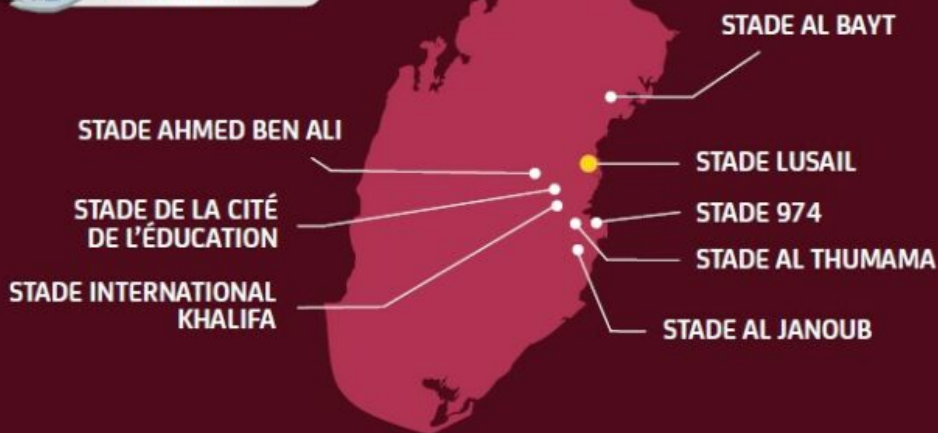 STADE AL BAYT
STADE AHMED BEN ALI
STADE LUSAIL
STADE DE LA CITÉ
DE L'ÉDUCATION
STADE 974
STADE AL THUMAMA
STADE INTERNATIONAL
KHALIFA
STADE AL JANOUB